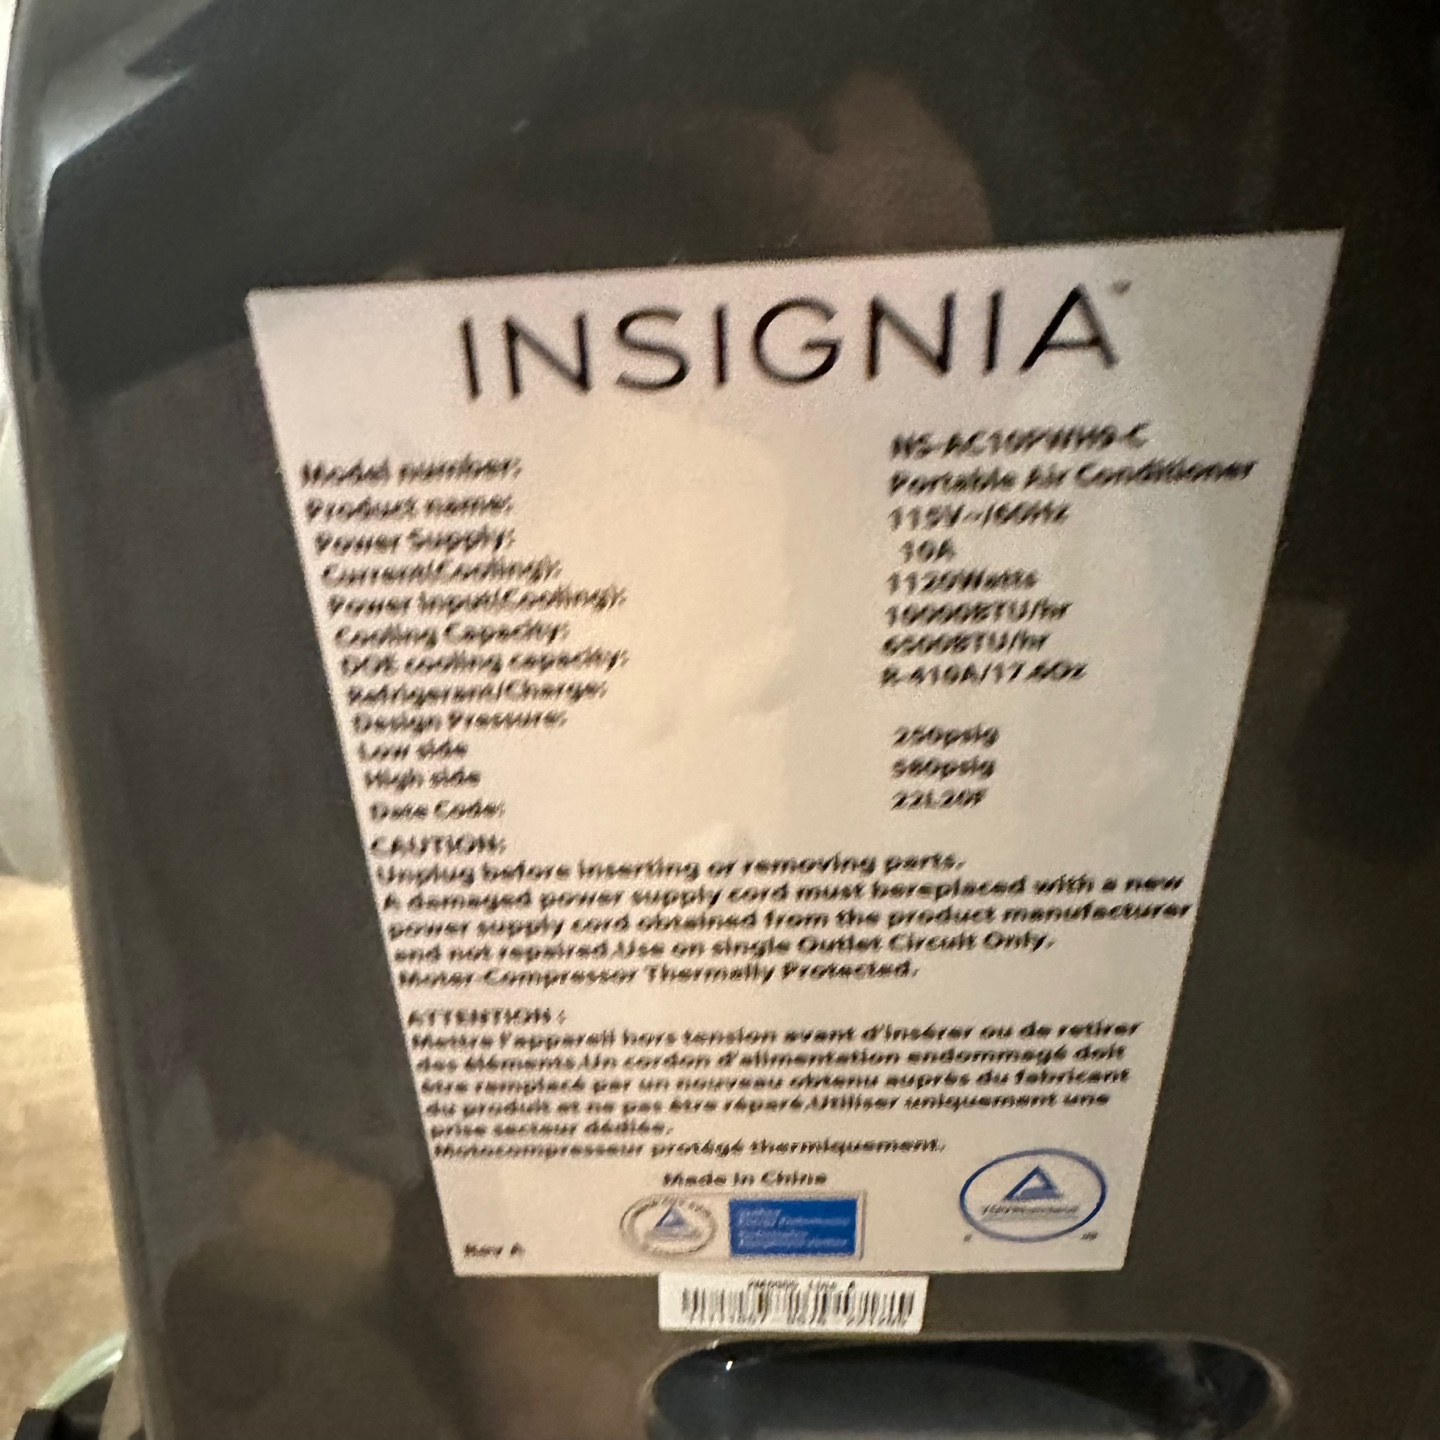 INSIGNIA
Model number: NS-AC10PWH9-C
Product name: Portable Air Conditioner
Power Supply: 115V~/60Hz
Current(Cooling): 10A
Power Input(Cooling): 1120Watts
Cooling Capacity: 10000BTU/hr
DOE cooling capacity: 6500BTU/hr
Refrigerant/Charge: R-410A/17.6Oz
Design Pressure:
Low side 250psig
High side 580psig
Date Code: 22L20F
CAUTION:
Unplug before inserting or removing parts.
A damaged power supply cord must bereplaced with a new
power supply cord obtained from the product manufacturer
and not repaired.Use on single Outlet Circuit Only.
Motor-Compressor Thermally Protected.
ATTENTION :
Mettre l'appareil hors tension avant d'insérer ou de retirer
des éléments.Un cordon d'alimentation endommagé doit
être remplacé par un nouveau obtenu auprès du fabricant
du produit et ne pas être réparé.Utiliser uniquement une
prise secteur dédiée.
Motocompresseur protégé thermiquement.
Made in China
Rev A